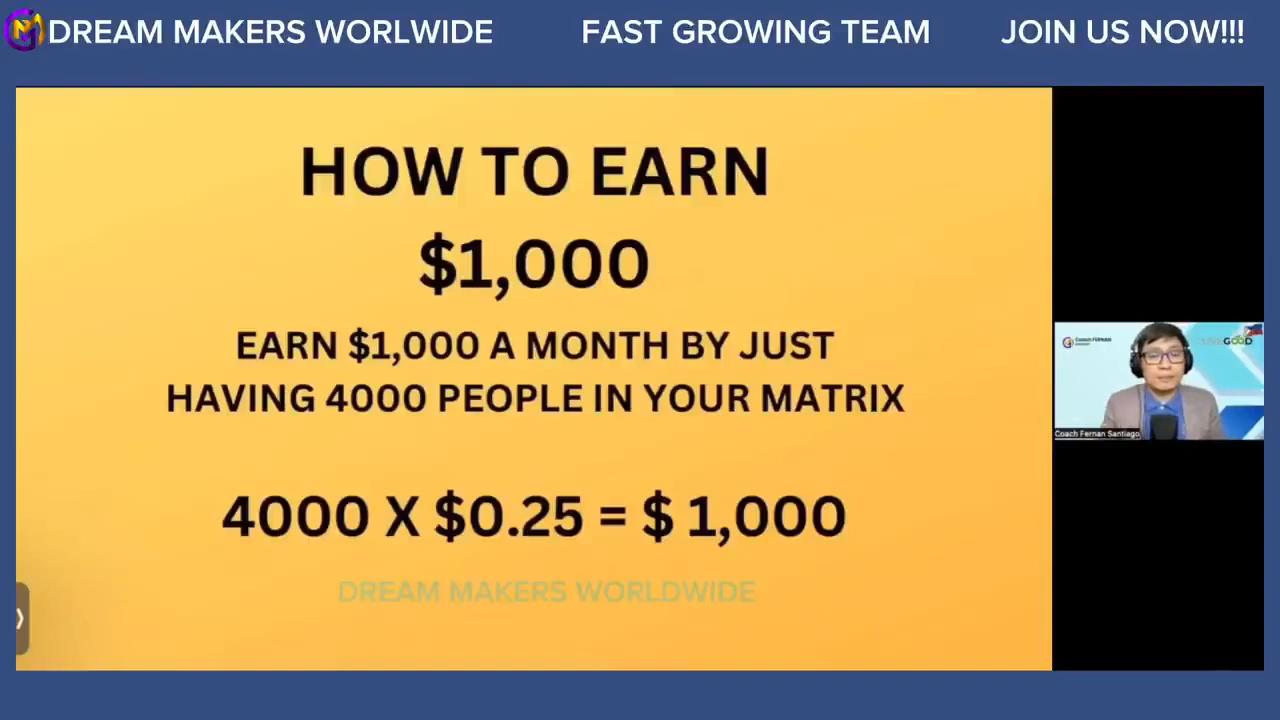 DREAM MAKERS WORLWIDE FAST GROWING TEAM JOIN US NOW!!!
HOW TO EARN
$1,000
EARN $1,000 A MONTH BY JUST
HAVING 4000 PEOPLE IN YOUR MATRIX
4000 X $0.25 = $ 1,000
DREAM MAKERS WORLDWIDE
Coach Fernan Santiago